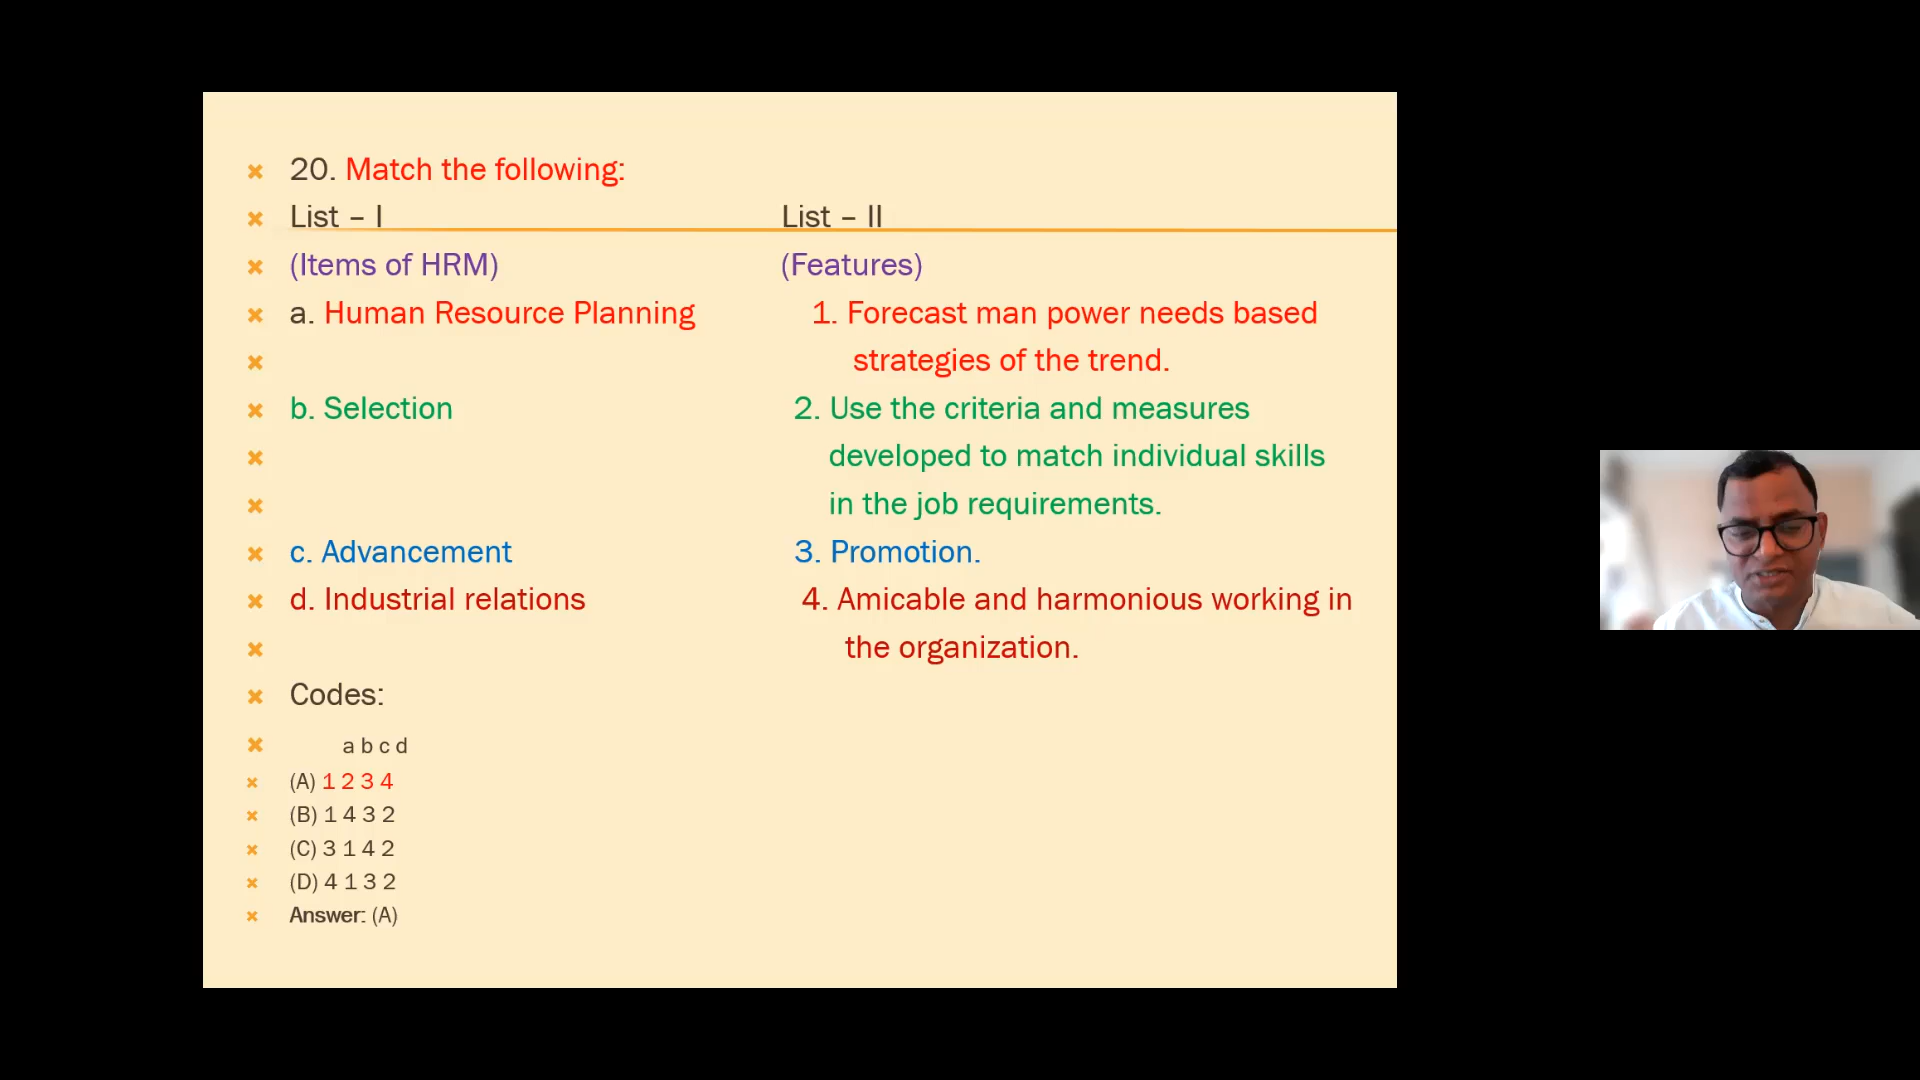 20. Match the following:
List – I List – II
(Items of HRM) (Features)
a. Human Resource Planning 1. Forecast man power needs based
strategies of the trend.
b. Selection 2. Use the criteria and measures
developed to match individual skills
in the job requirements.
c. Advancement 3. Promotion.
d. Industrial relations 4. Amicable and harmonious working in
the organization.
Codes:
a b c d
(A) 1 2 3 4
(B) 1 4 3 2
(C) 3 1 4 2
(D) 4 1 3 2
Answer: (A)